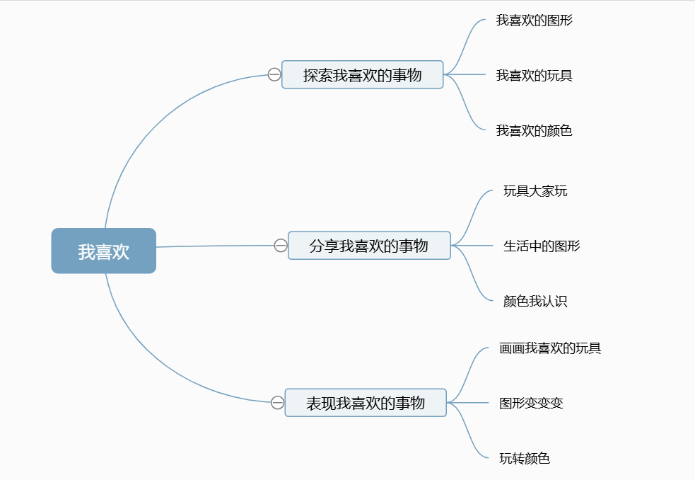 我喜欢
探索我喜欢的事物
我喜欢的图形
我喜欢的玩具
我喜欢的颜色
分享我喜欢的事物
玩具大家玩
生活中的图形
颜色我认识
表现我喜欢的事物
画画我喜欢的玩具
图形变变变
玩转颜色